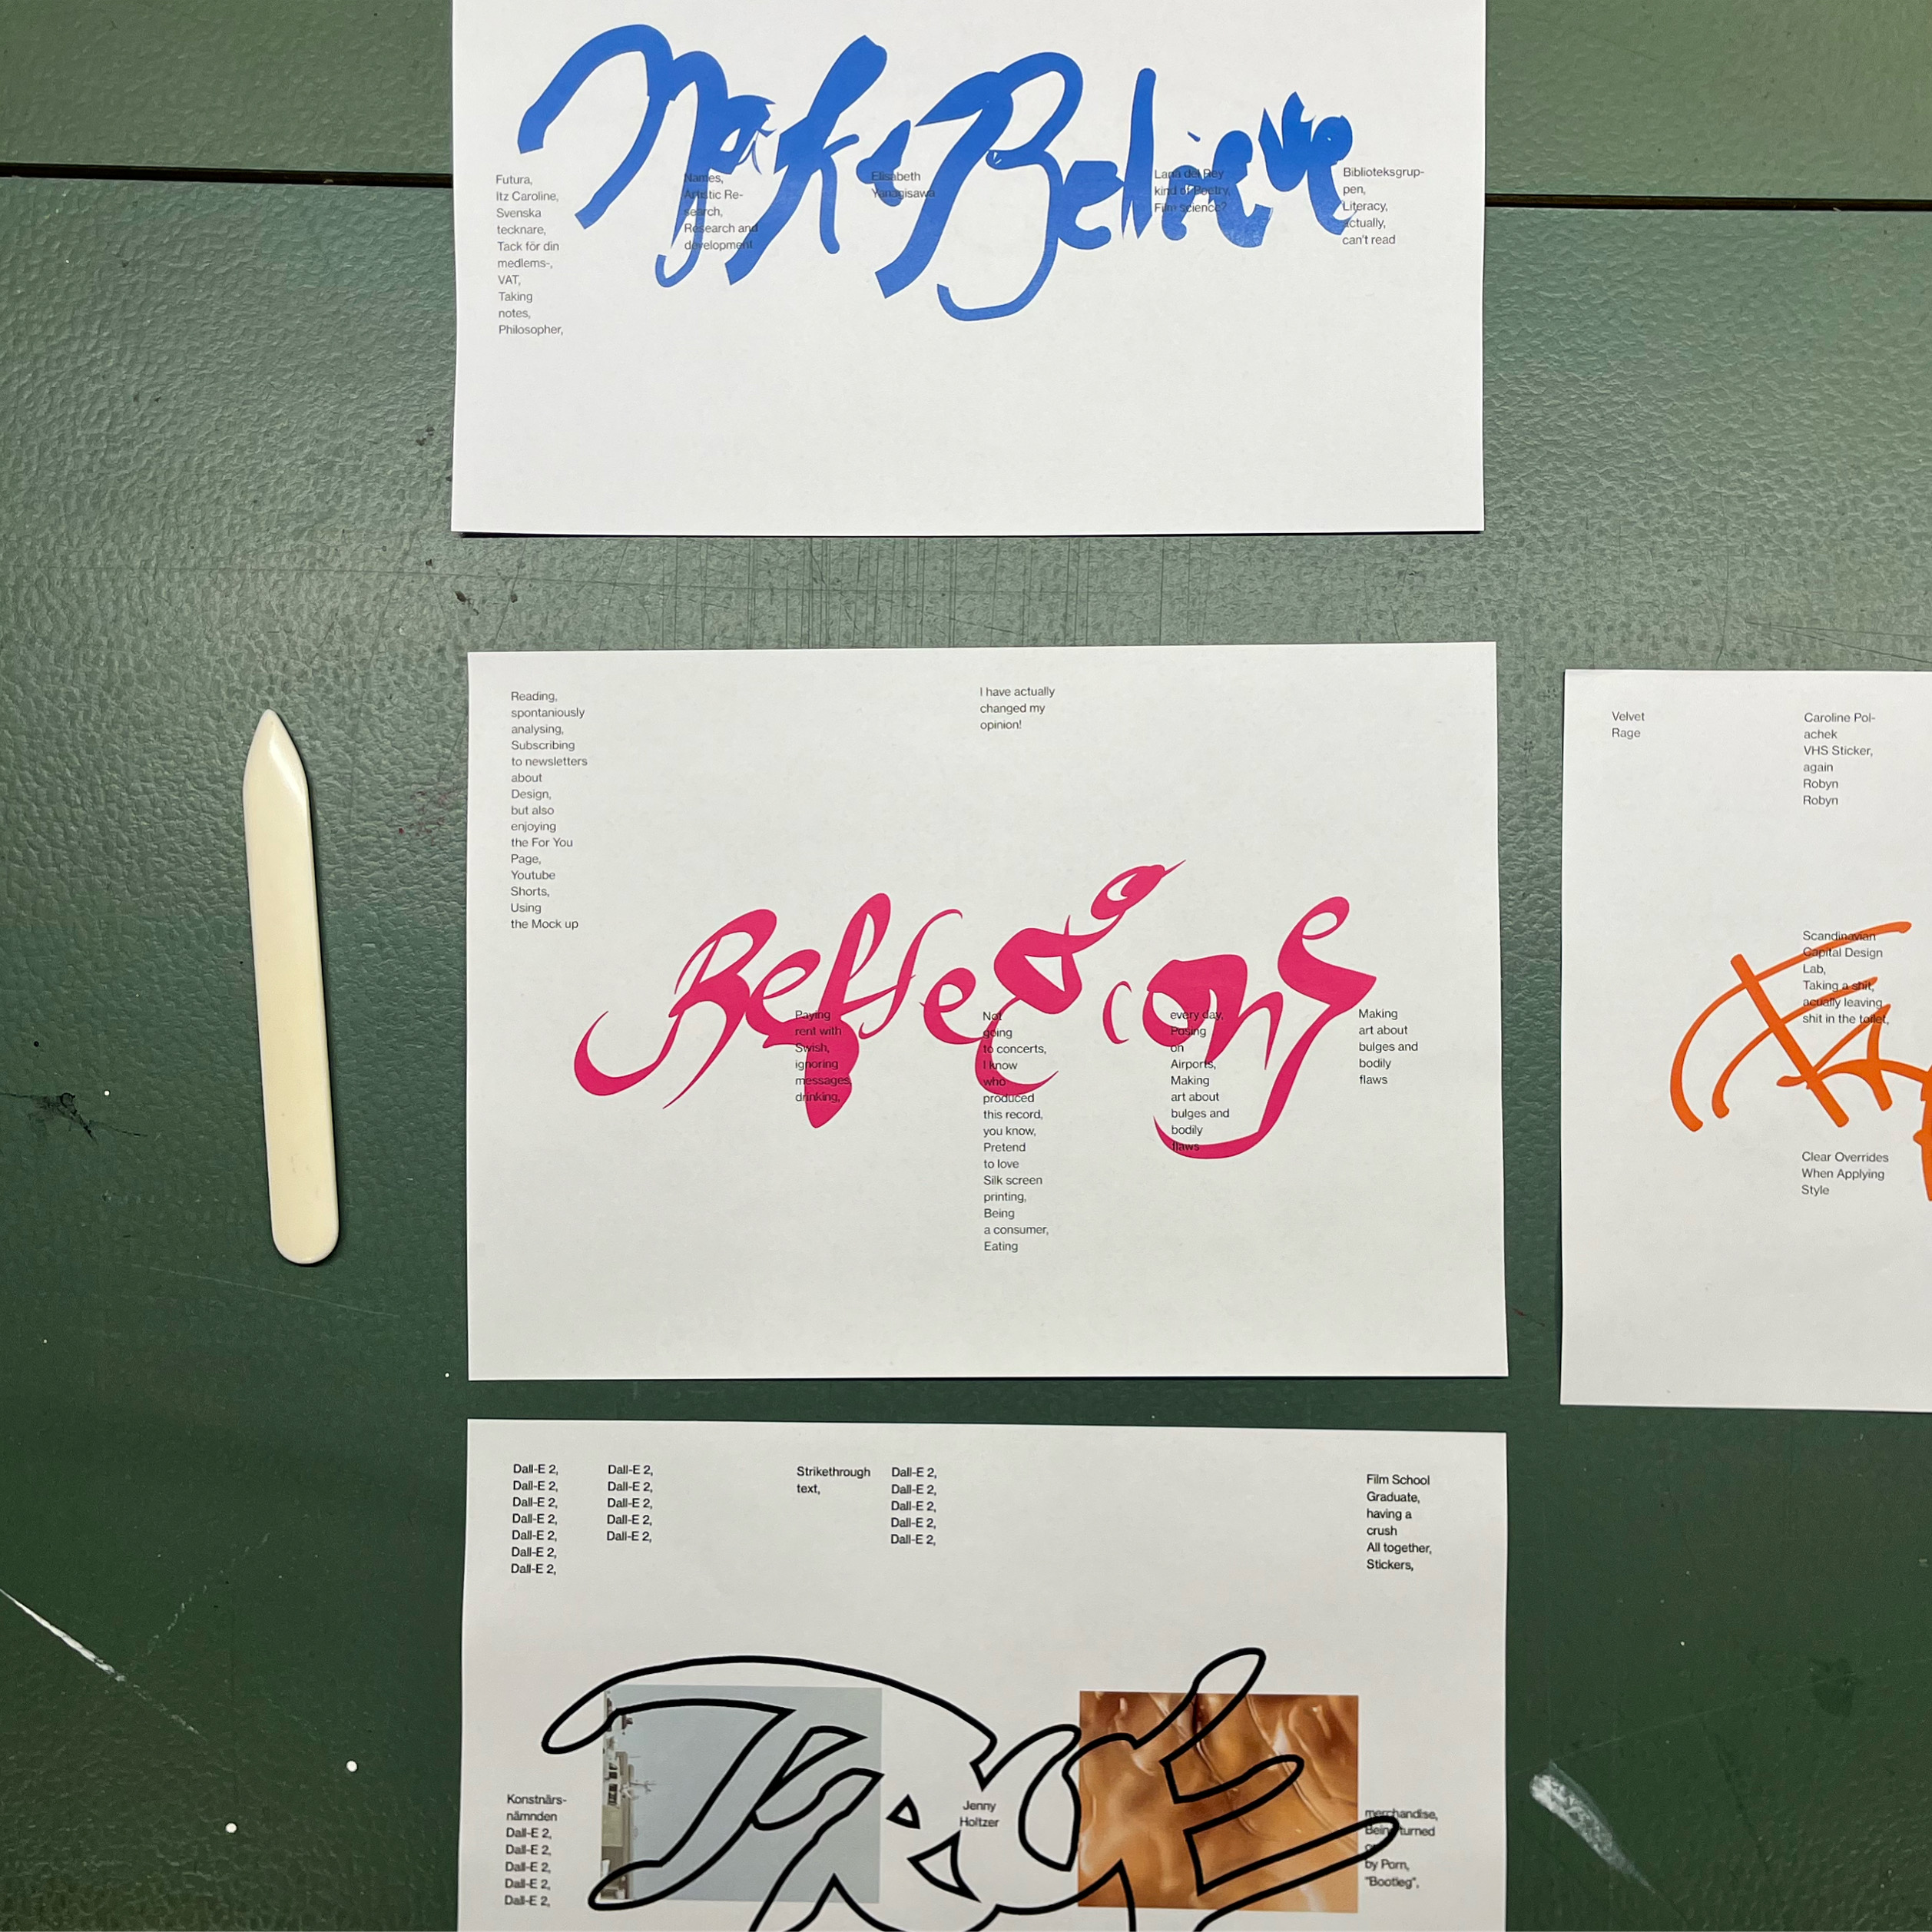 Make Believe
Futura,
Itz Caroline,
Svenska
tecknare,
Tack för din
medlems-,
VAT,
Taking
notes,
Philosopher,
Names,
Artistic Re-
search,
Research and
development
Elisabeth
Yanagisawa
Lana del Rey
kind of Poetry,
Film science?
Biblioteksgrup-
pen,
Literacy,
actually,
can't read
Reading,
spontaniously
analysing,
Subscribing
to newsletters
about
Design,
but also
enjoying
the For You
Page,
Youtube
Shorts,
Using
the Mock up
I have actually
changed my
opinion!
Reflections
Paying
rent with
Swish,
ignoring
messages,
drinking,
Not
going
to concerts,
I know
who
produced
this record,
you know,
Pretend
to love
Silk screen
printing,
Being
a consumer,
Eating
every day,
Posing
on
Airports,
Making
art about
bulges and
bodily
flaws
Making
art about
bulges and
bodily
flaws
Velvet
Rage
Caroline Pol-
achek
VHS Sticker,
again
Robyn
Robyn
Scandinavian
Capital Design
Lab,
Taking a shit,
acually leaving
shit in the toilet,
Clear Overrides
When Applying
Style
Dall-E 2,
Dall-E 2,
Dall-E 2,
Dall-E 2,
Dall-E 2,
Dall-E 2,
Dall-E 2,
Dall-E 2,
Dall-E 2,
Dall-E 2,
Dall-E 2,
Dall-E 2,
Strikethrough
text,
Dall-E 2,
Dall-E 2,
Dall-E 2,
Dall-E 2,
Dall-E 2,
Film School
Graduate,
having a
crush
All together,
Stickers,
Konstnärs-
nämnden
Dall-E 2,
Dall-E 2,
Dall-E 2,
Dall-E 2,
Dall-E 2,
Jenny
Holtzer
merchandise,
Being turned
by Porn,
"Bootleg",